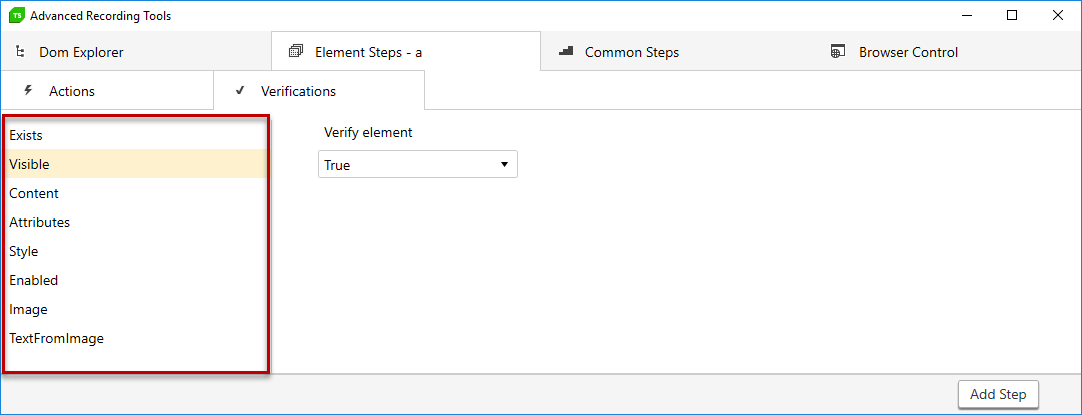 TS Advanced Recording Tools
Dom Explorer Element Steps - a Common Steps Browser Control
Actions Verifications
Exists
Visible
Content
Attributes
Style
Enabled
Image
TextFromImage
Verify element
True
Add Step